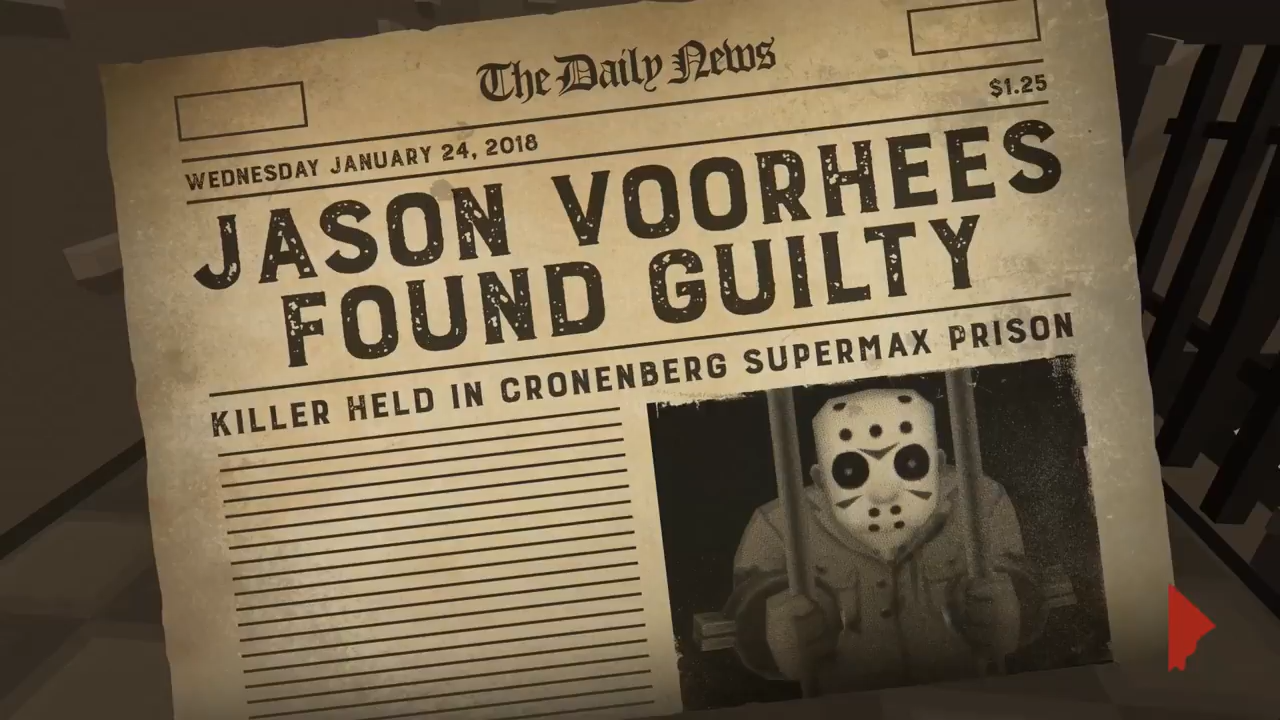 The Daily News
$1.25
WEDNESDAY JANUARY 24, 2018
JASON VOORHEES
FOUND GUILTY
KILLER HELD IN CRONENBERG SUPERMAX PRISON